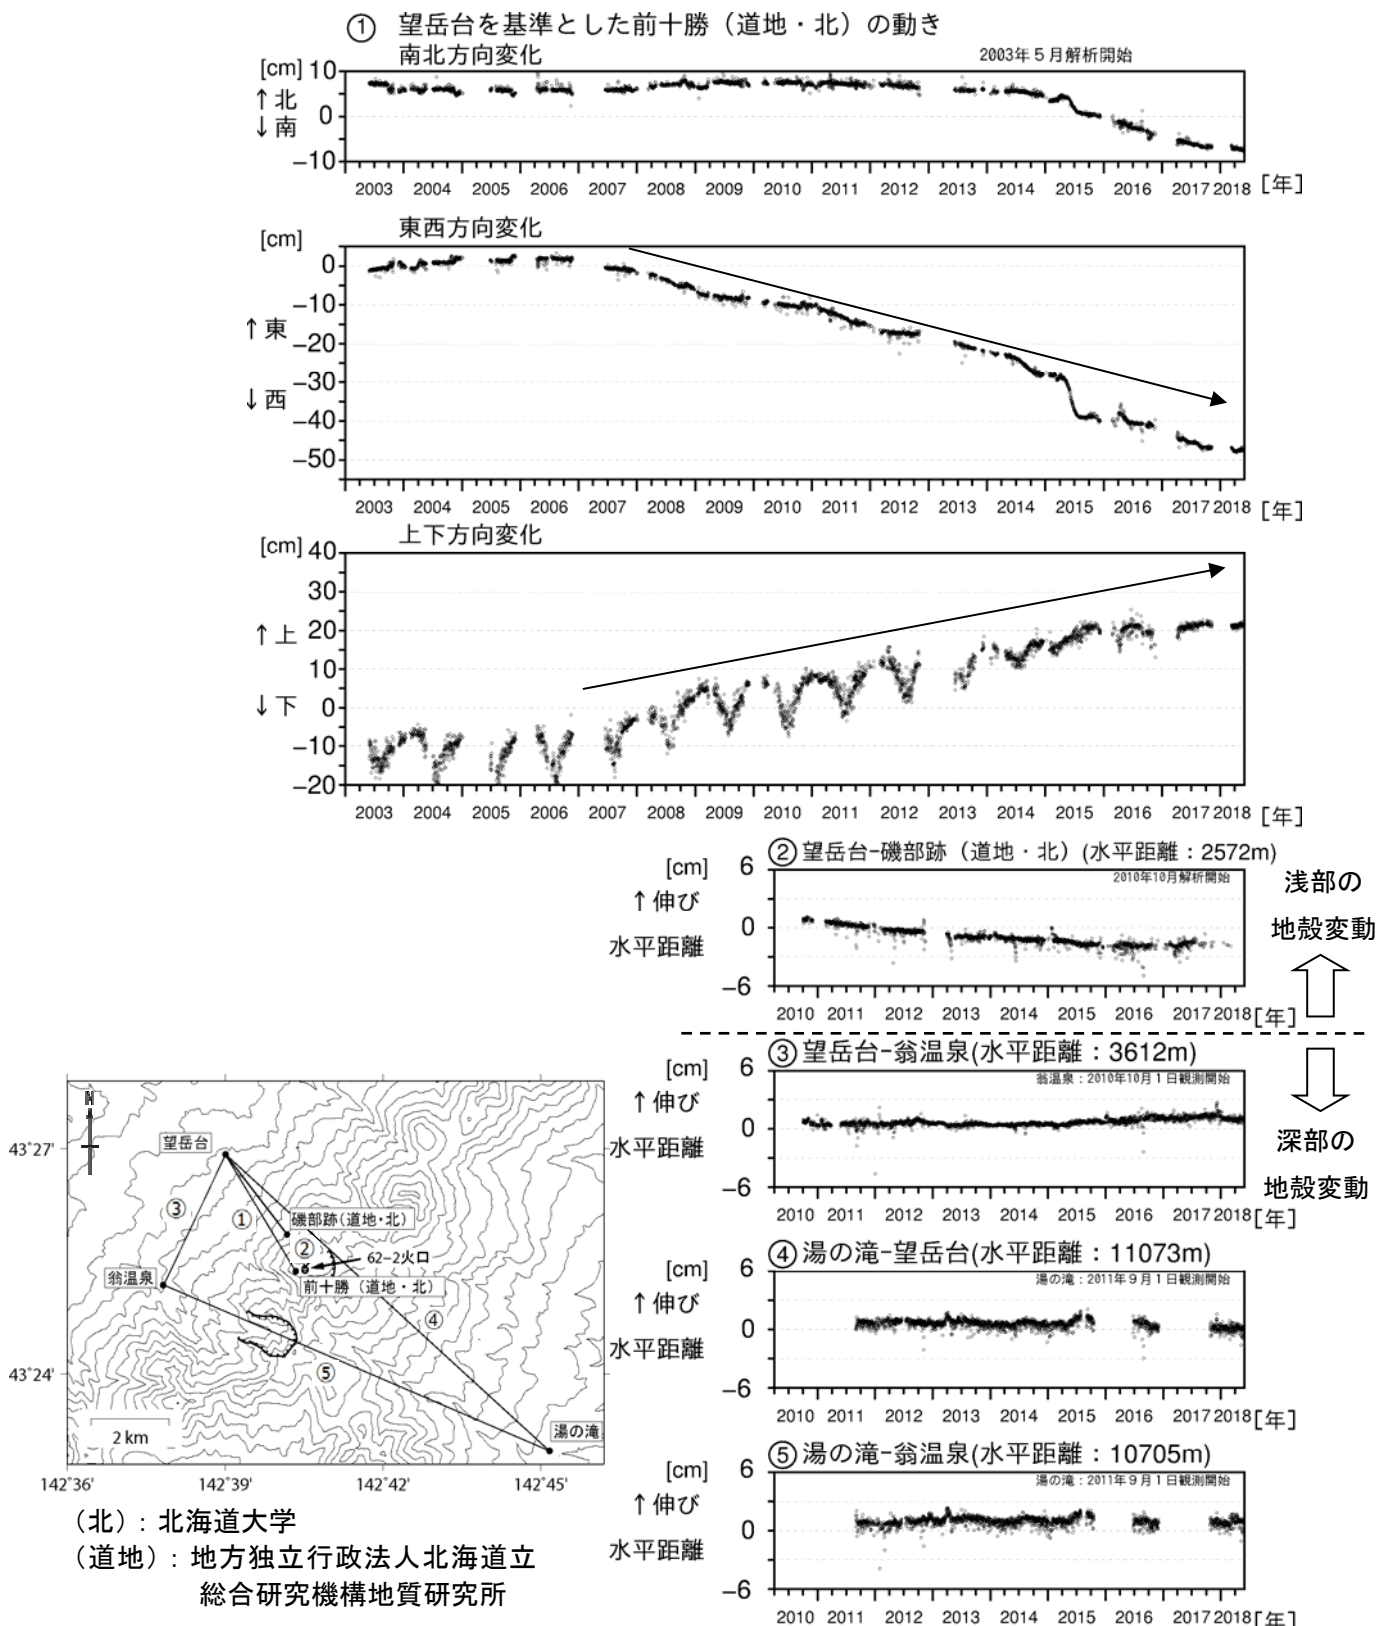 ① 望岳台を基準とした前十勝（道地・北）の動き
南北方向変化
2003年５月解析開始
[cm]
10
↑北
0
↓南
−10
2003 2004 2005 2006 2007 2008 2009 2010 2011 2012 2013 2014 2015 2016 2017 2018 [年]
東西方向変化
[cm]
0
−10
↑東
−20
−30
↓西
−40
−50
2003 2004 2005 2006 2007 2008 2009 2010 2011 2012 2013 2014 2015 2016 2017 2018 [年]
上下方向変化
[cm]
40
30
↑上
20
10
↓下
0
−10
−20
2003 2004 2005 2006 2007 2008 2009 2010 2011 2012 2013 2014 2015 2016 2017 2018 [年]
②望岳台−磯部跡（道地・北）(水平距離：2572m)
2010年10月解析開始
[cm]
6
↑伸び
0
水平距離
−6
2010 2011 2012 2013 2014 2015 2016 2017 2018 [年]
浅部の
地殻変動
③望岳台−翁温泉(水平距離：3612m)
翁温泉：2010年10月１日観測開始
[cm]
6
↑伸び
0
水平距離
−6
2010 2011 2012 2013 2014 2015 2016 2017 2018 [年]
深部の
地殻変動
④湯の滝−望岳台(水平距離：11073m)
湯の滝：2011年９月１日観測開始
[cm]
6
↑伸び
0
水平距離
−6
2010 2011 2012 2013 2014 2015 2016 2017 2018 [年]
⑤湯の滝−翁温泉(水平距離：10705m)
湯の滝：2011年９月１日観測開始
[cm]
6
↑伸び
0
水平距離
−6
2010 2011 2012 2013 2014 2015 2016 2017 2018 [年]
N
43°27'
43°24'
望岳台
③
①
磯部跡(道地・北)
②
62−2火口
前十勝（道地・北）
翁温泉
④
⑤
湯の滝
2 km
142°36' 142°39' 142°42' 142°45'
（北）：北海道大学
（道地）：地方独立行政法人北海道立
総合研究機構地質研究所